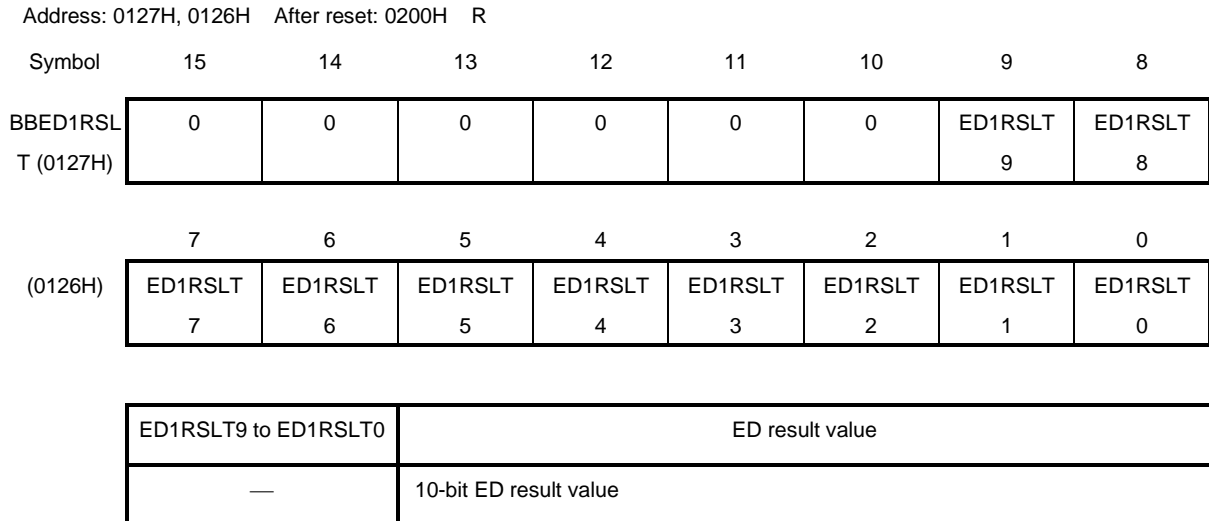 Address: 0127H, 0126H After reset: 0200H R
Symbol 15 14 13 12 11 10 9 8
BBED1RSL 0 0 0 0 0 0 ED1RSLT ED1RSLT
T (0127H) 9 8
7 6 5 4 3 2 1 0
(0126H) ED1RSLT ED1RSLT ED1RSLT ED1RSLT ED1RSLT ED1RSLT ED1RSLT ED1RSLT
7 6 5 4 3 2 1 0
ED1RSLT9 to ED1RSLT0 ED result value
— 10-bit ED result value